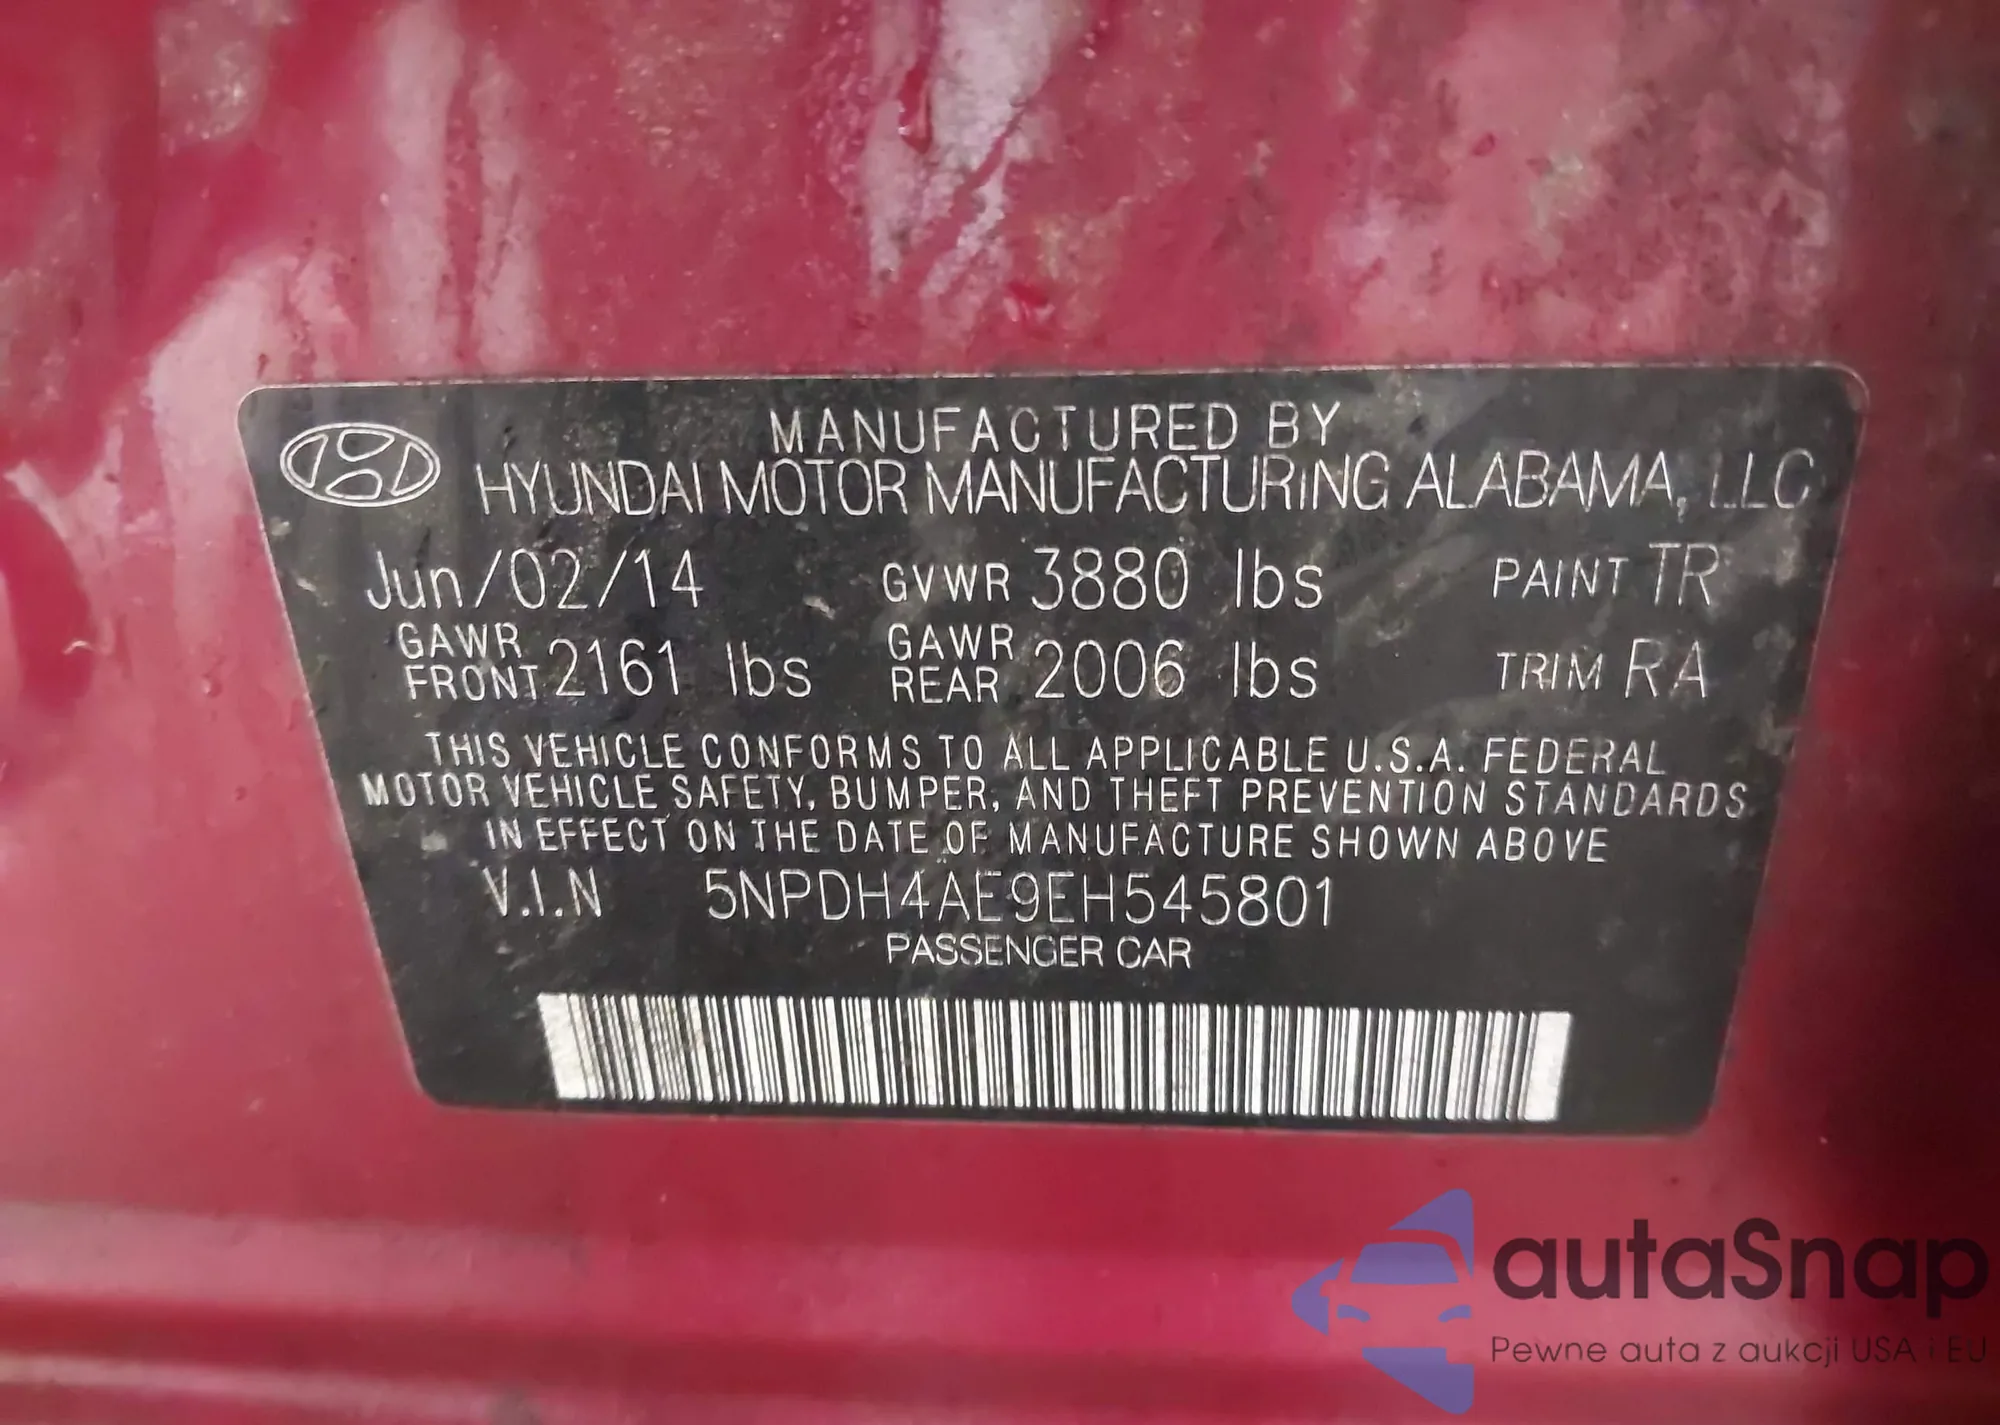 MANUFACTURED BY
HYUNDAI MOTOR MANUFACTURING ALABAMA, LLC
Jun/02/14 GVWR 3880 lbs PAINT TR
GAWR FRONT 2161 lbs GAWR REAR 2006 lbs TRIM RA
THIS VEHICLE CONFORMS TO ALL APPLICABLE U.S.A. FEDERAL
MOTOR VEHICLE SAFETY, BUMPER, AND THEFT PREVENTION STANDARDS
IN EFFECT ON THE DATE OF MANUFACTURE SHOWN ABOVE
V.I.N 5NPDH4AE9EH545801
PASSENGER CAR
autaSnap
Pewne auta z aukcji USA i EU